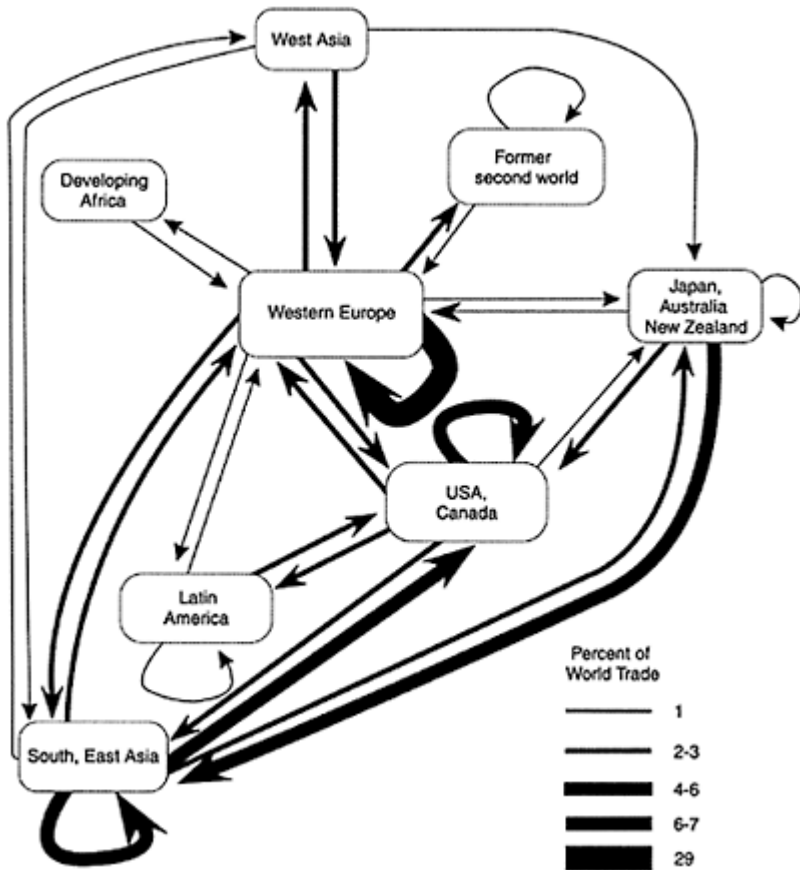 West Asia
Former
second world
Developing
Africa
Western Europe
Japan,
Australia
New Zealand
USA,
Canada
Latin
America
South, East Asia
Percent of
World Trade
1
2-3
4-6
6-7
29